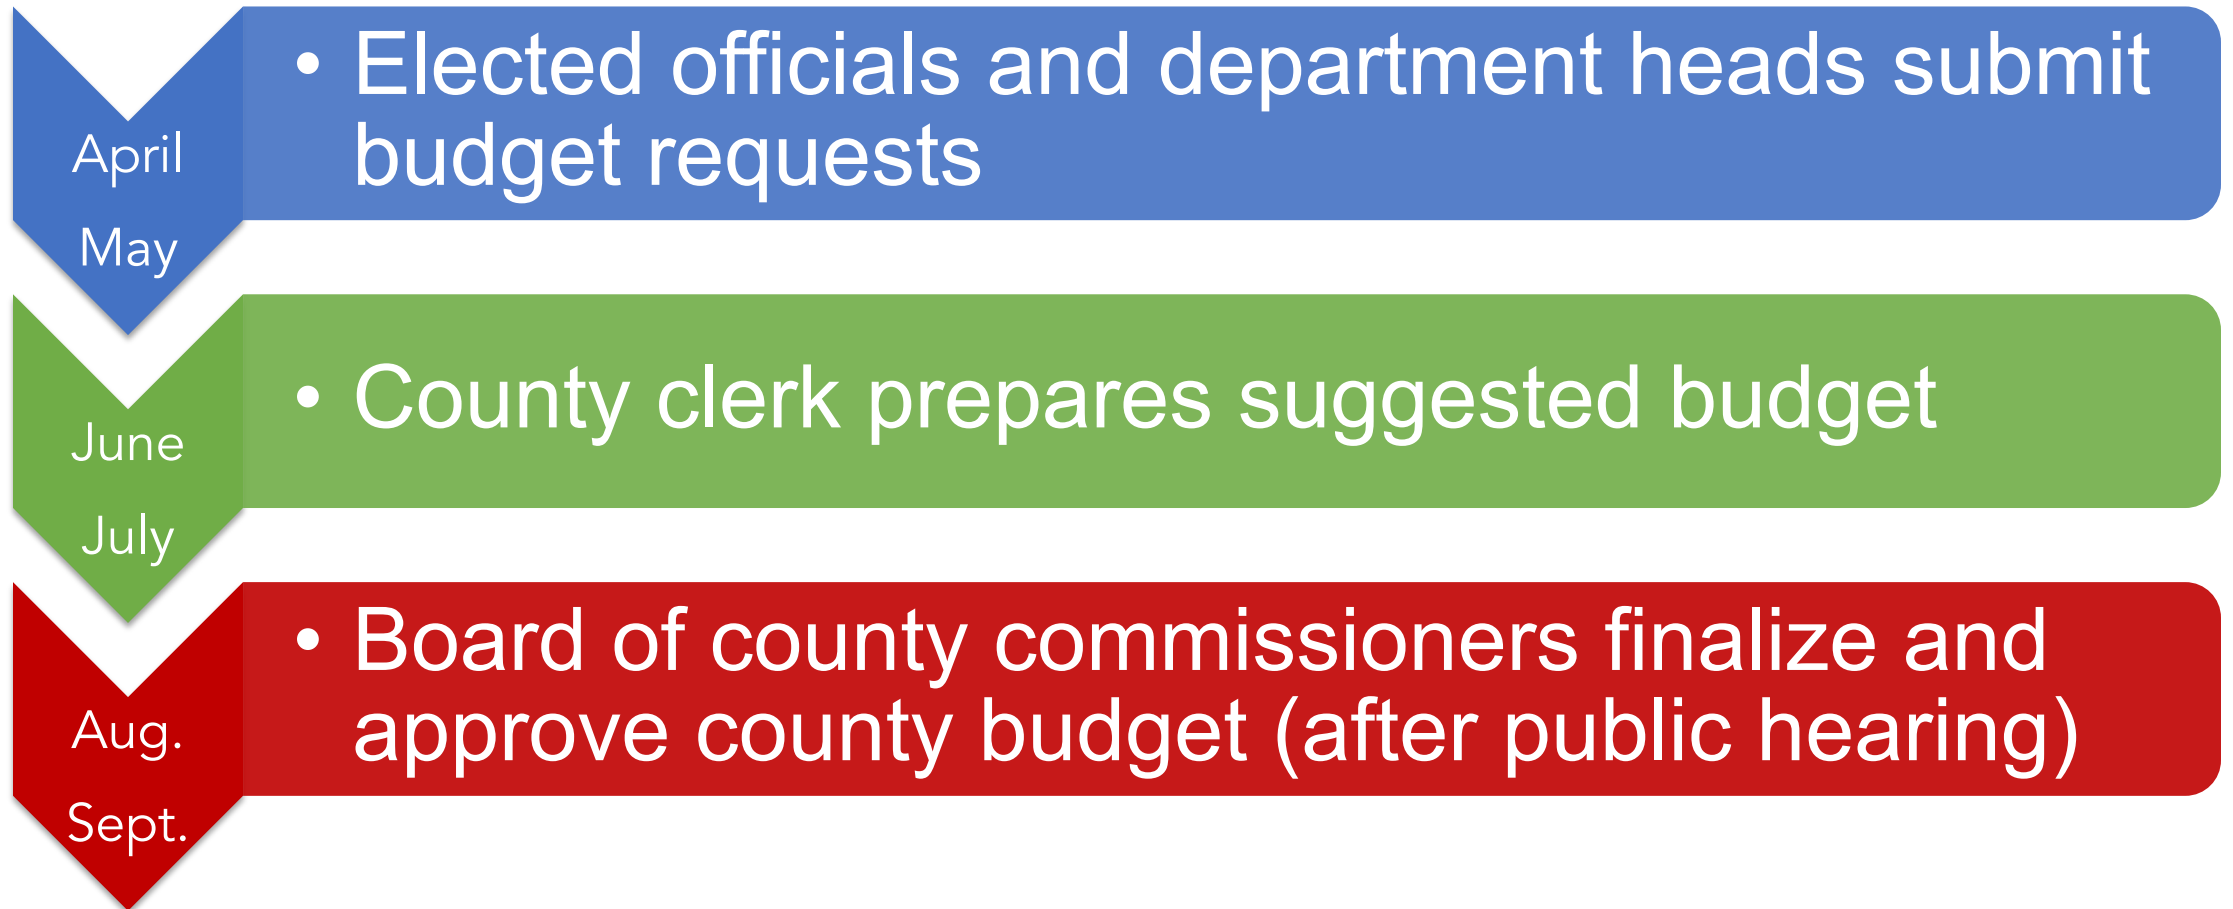 April
May
• Elected officials and department heads submit
budget requests
June
July
• County clerk prepares suggested budget
Aug.
Sept.
• Board of county commissioners finalize and
approve county budget (after public hearing)